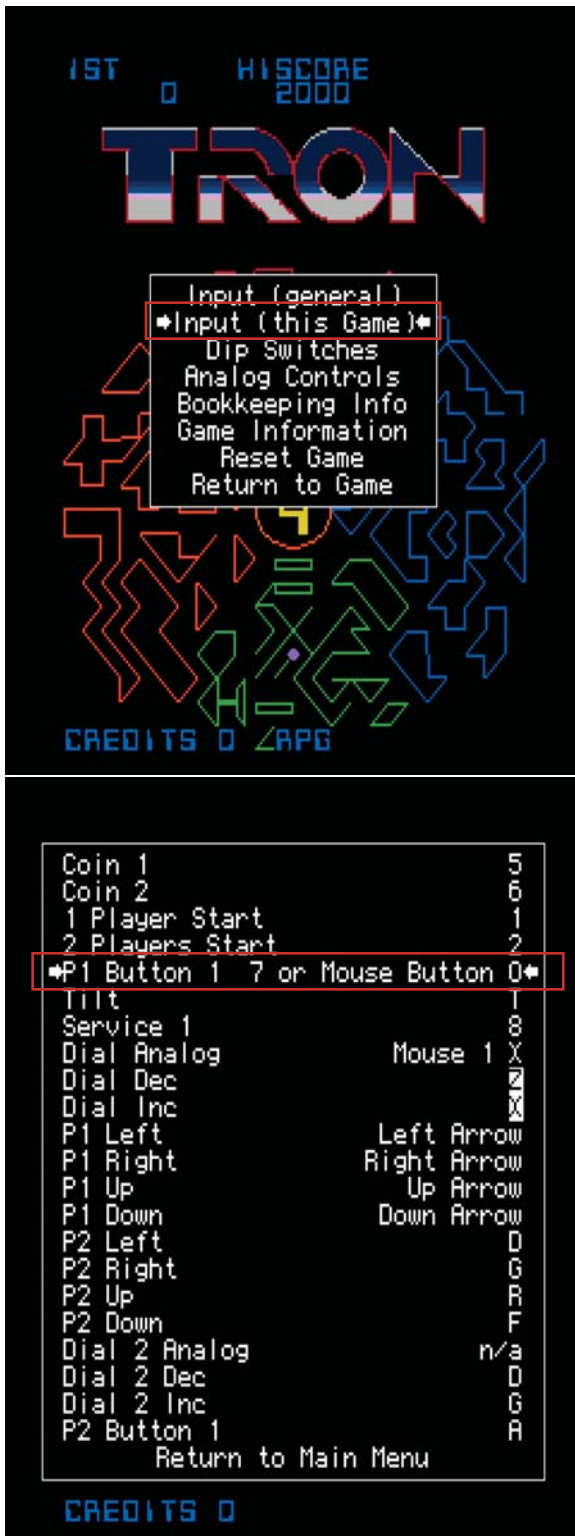 1ST HISCORE
0 2000
TRON
Input (general)
Input (this Game)
Dip Switches
Analog Controls
Bookkeeping Info
Game Information
Reset Game
Return to Game
4
CREDITS 0 RPG
Coin 1 5
Coin 2 6
1 Player Start 1
2 Players Start 2
P1 Button 1 7 or Mouse Button 0
Tilt T
Service 1 8
Dial Analog Mouse 1 X
Dial Dec Z
Dial Inc X
P1 Left Left Arrow
P1 Right Right Arrow
P1 Up Up Arrow
P1 Down Down Arrow
P2 Left D
P2 Right G
P2 Up R
P2 Down F
Dial 2 Analog n/a
Dial 2 Dec D
Dial 2 Inc G
P2 Button 1 A
Return to Main Menu
CREDITS 0